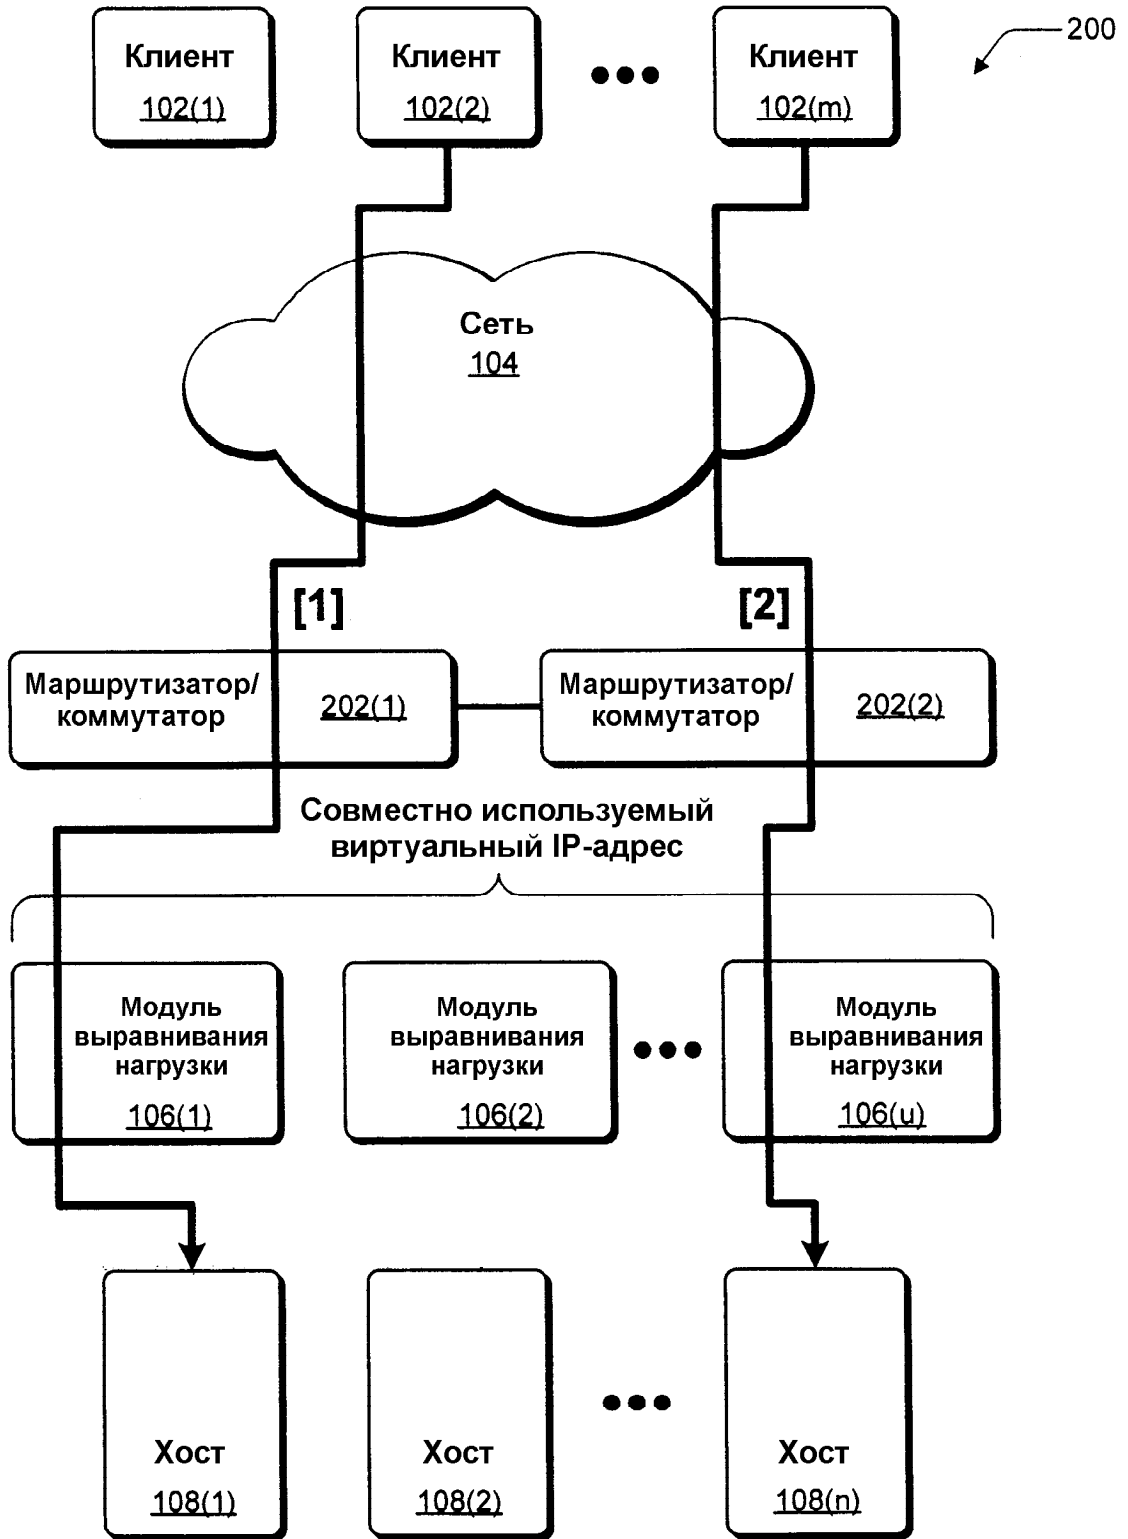 200
Клиент
102(1)
Клиент
102(2)
Клиент
102(m)
Сеть
104
[1]
[2]
Маршрутизатор/
коммутатор
202(1)
Маршрутизатор/
коммутатор
202(2)
Совместно используемый
виртуальный IP-адрес
Модуль
выравнивания
нагрузки
106(1)
Модуль
выравнивания
нагрузки
106(2)
Модуль
выравнивания
нагрузки
106(u)
Хост
108(1)
Хост
108(2)
Хост
108(n)